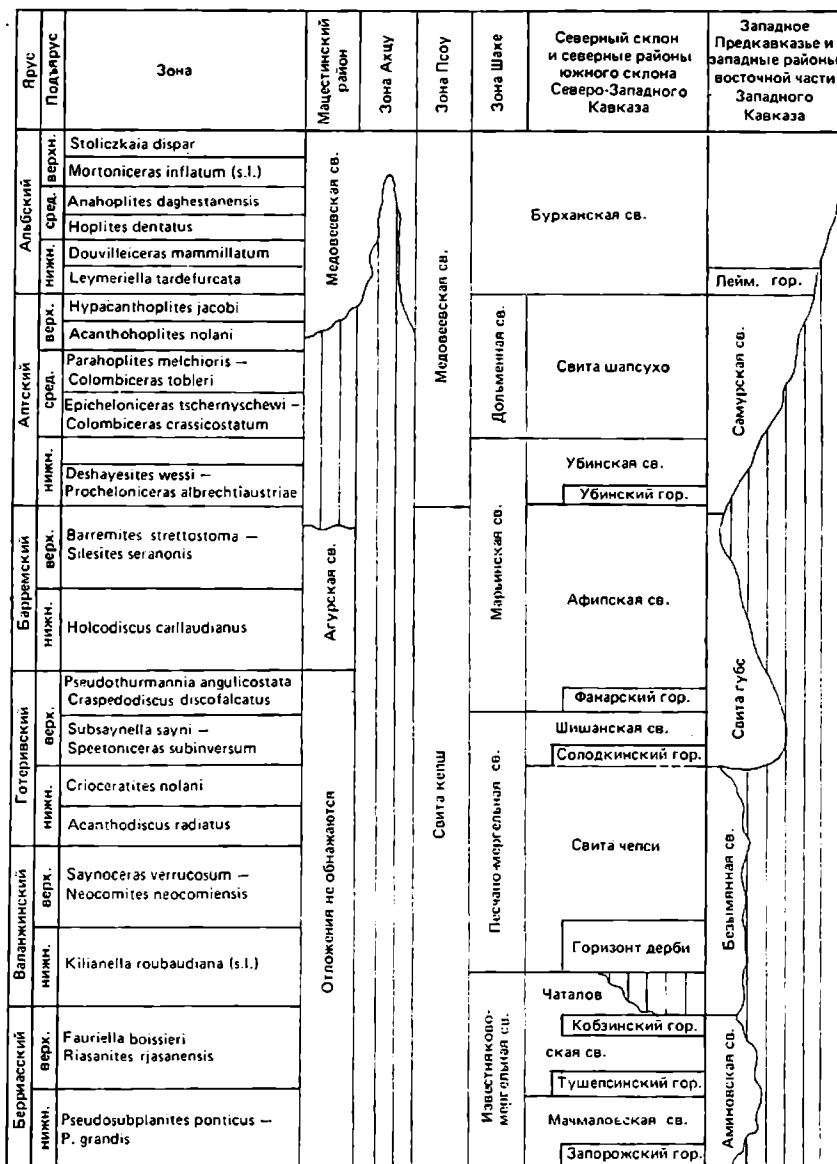 Ярус
Подъярус
Зона
Мацестинский
район
Зона Ахцу
Зона Псоу
Зона Шахе
Северный склон
и северные районы
южного склона
Северо-Западного
Кавказа
Западное
Предкавказье и
западные районы
восточной части
Западного
Кавказа
Альбский
верхн.
Stoliczkaia dispar
Mortoniceras inflatum (s.l.)
сред.
Anahoplites daghestanensis
Hoplites dentatus
нижн.
Douvilleiceras mammillatum
Leymeriella tardefurcata
Аптский
верх.
Hypacanthoplites jacobi
Acanthohoplites nolani
сред.
Parahoplites melchioris —
Colombiceras tobleri
Epicheloniceras tschernyschewi —
Colombiceras crassicostatum
нижн.
Deshayesites wessi —
Procheloniceras albrechtiaustriae
Барремский
верх.
Barremites strettostoma —
Silesites seranonis
нижн.
Holcodiscus caillaudianus
Готеривский
верх.
Pseudothurmannia angulicostata
Craspedodiscus discofalcatus
Subsaynella sayni —
Speetoniceras subinversum
нижн.
Crioceratites nolani
Acanthodiscus radiatus
Валанжинский
верх.
Saynoceras verrucosum —
Neocomites neocomiensis
нижн.
Kilianella roubaudiana (s.l.)
Берриасский
верх.
Fauriella boissieri
Riasanites rjasanensis
нижн.
Pseudosubplanites ponticus —
P. grandis
Медовеевская св.
Агурская св.
Отложения не обнажаются
Медовеевская св.
Свита кепш
Дольменная св.
Марьинская св.
Песчано-мергельная св.
Известняково-
мергельная св.
Бурханская св.
Свита шапсухо
Убинская св.
Убинский гор.
Афипская св.
Фанарский гор.
Шишанская св.
Солодкинский гор.
Свита чепси
Горизонт дерби
Чаталов
Кобзинский гор.
ская св.
Тушепсинский гор.
Мачмаловская св.
Запорожский гор.
Лейм. гор.
Самурская св.
Свита губс
Безымянная св.
Аминовская св.